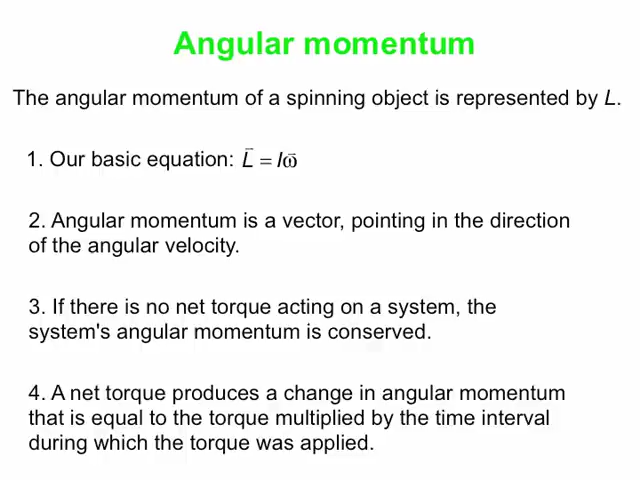 Angular momentum
The angular momentum of a spinning object is represented by L.
1. Our basic equation: L⃗ = Iω⃗
2. Angular momentum is a vector, pointing in the direction
of the angular velocity.
3. If there is no net torque acting on a system, the
system's angular momentum is conserved.
4. A net torque produces a change in angular momentum
that is equal to the torque multiplied by the time interval
during which the torque was applied.